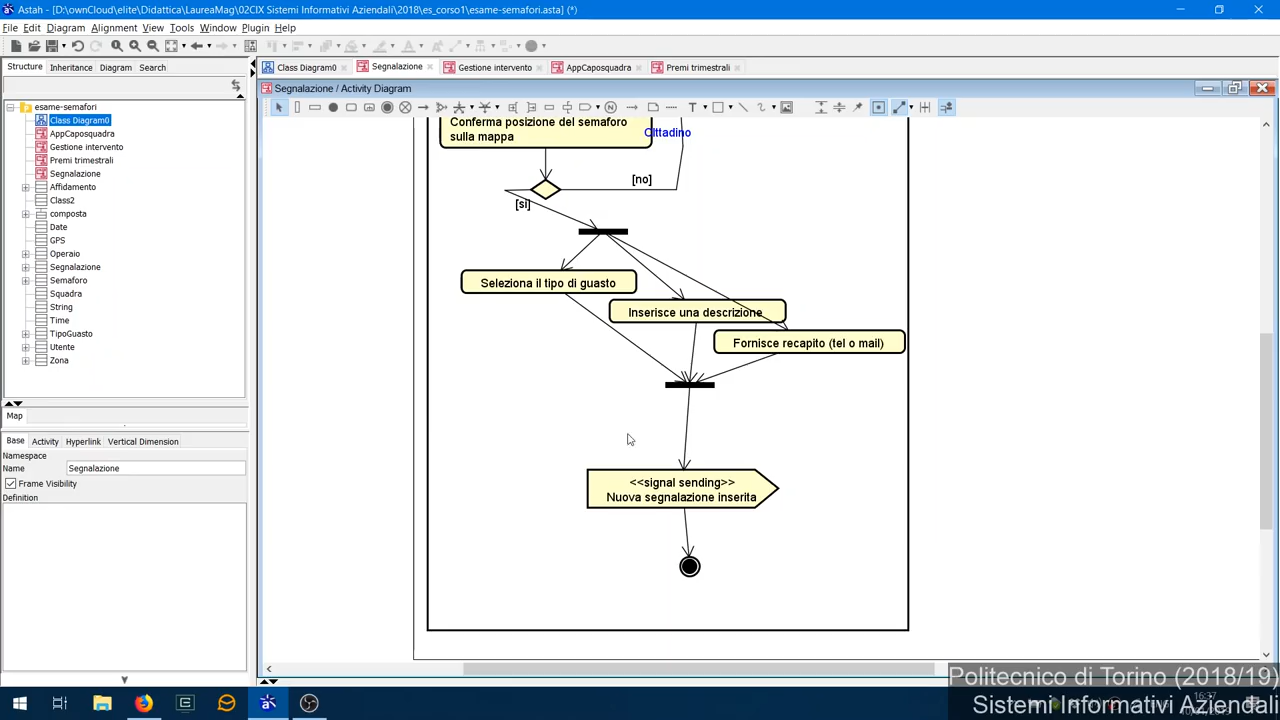 Astah - [D:\ownCloud\elite\Didattica\LaureaMag\02CIX Sistemi Informativi Aziendali\2018\es_corso1\esame-semafori.asta] (*)
File Edit Diagram Alignment View Tools Window Plugin Help
Structure Inheritance Diagram Search
esame-semafori
Class Diagram0
AppCaposquadra
Gestione intervento
Premi trimestrali
Segnalazione
Affidamento
Class2
composta
Date
GPS
Operaio
Segnalazione
Semaforo
Squadra
String
Time
TipoGuasto
Utente
Zona
Map
Base Activity Hyperlink Vertical Dimension
Namespace
Name Segnalazione
Frame Visibility
Definition
Class Diagram0 Segnalazione Gestione intervento AppCaposquadra Premi trimestrali
Segnalazione / Activity Diagram
Conferma posizione del semaforo
sulla mappa
Cittadino
[no]
[si]
Seleziona il tipo di guasto
Inserisce una descrizione
Fornisce recapito (tel o mail)
<<signal sending>>
Nuova segnalazione inserita
Politecnico di Torino (2018/19)
Sistemi Informativi Aziendali
16:37